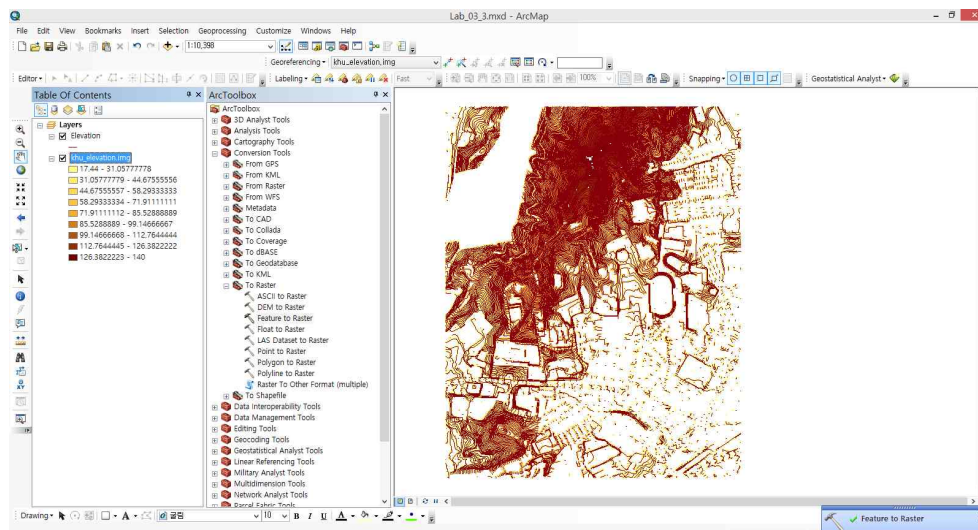 Lab_03_3.mxd - ArcMap
File Edit View Bookmarks Insert Selection Geoprocessing Customize Windows Help
1:10,398
Georeferencing khu_elevation.img
Editor Labeling Fast 100% Snapping Geostatistical Analyst
Table Of Contents
Layers
Elevation
khu_elevation.img
17.44 - 31.05777778
31.05777779 - 44.67555556
44.67555557 - 58.29333333
58.29333334 - 71.91111111
71.91111112 - 85.52888889
85.5288889 - 99.14666667
99.14666668 - 112.7644444
112.7644445 - 126.3822222
126.3822223 - 140
ArcToolbox
ArcToolbox
3D Analyst Tools
Analysis Tools
Cartography Tools
Conversion Tools
From GPS
From KML
From Raster
From WFS
Metadata
To CAD
To Collada
To Coverage
To dBASE
To Geodatabase
To KML
To Raster
ASCII to Raster
DEM to Raster
Feature to Raster
Float to Raster
LAS Dataset to Raster
Point to Raster
Polygon to Raster
Polyline to Raster
Raster To Other Format (multiple)
To Shapefile
Data Interoperability Tools
Data Management Tools
Editing Tools
Geocoding Tools
Geostatistical Analyst Tools
Linear Referencing Tools
Military Analyst Tools
Multidimension Tools
Network Analyst Tools
Parcel Fabric Tools
Drawing A 굴림 10 B I U A
Feature to Raster